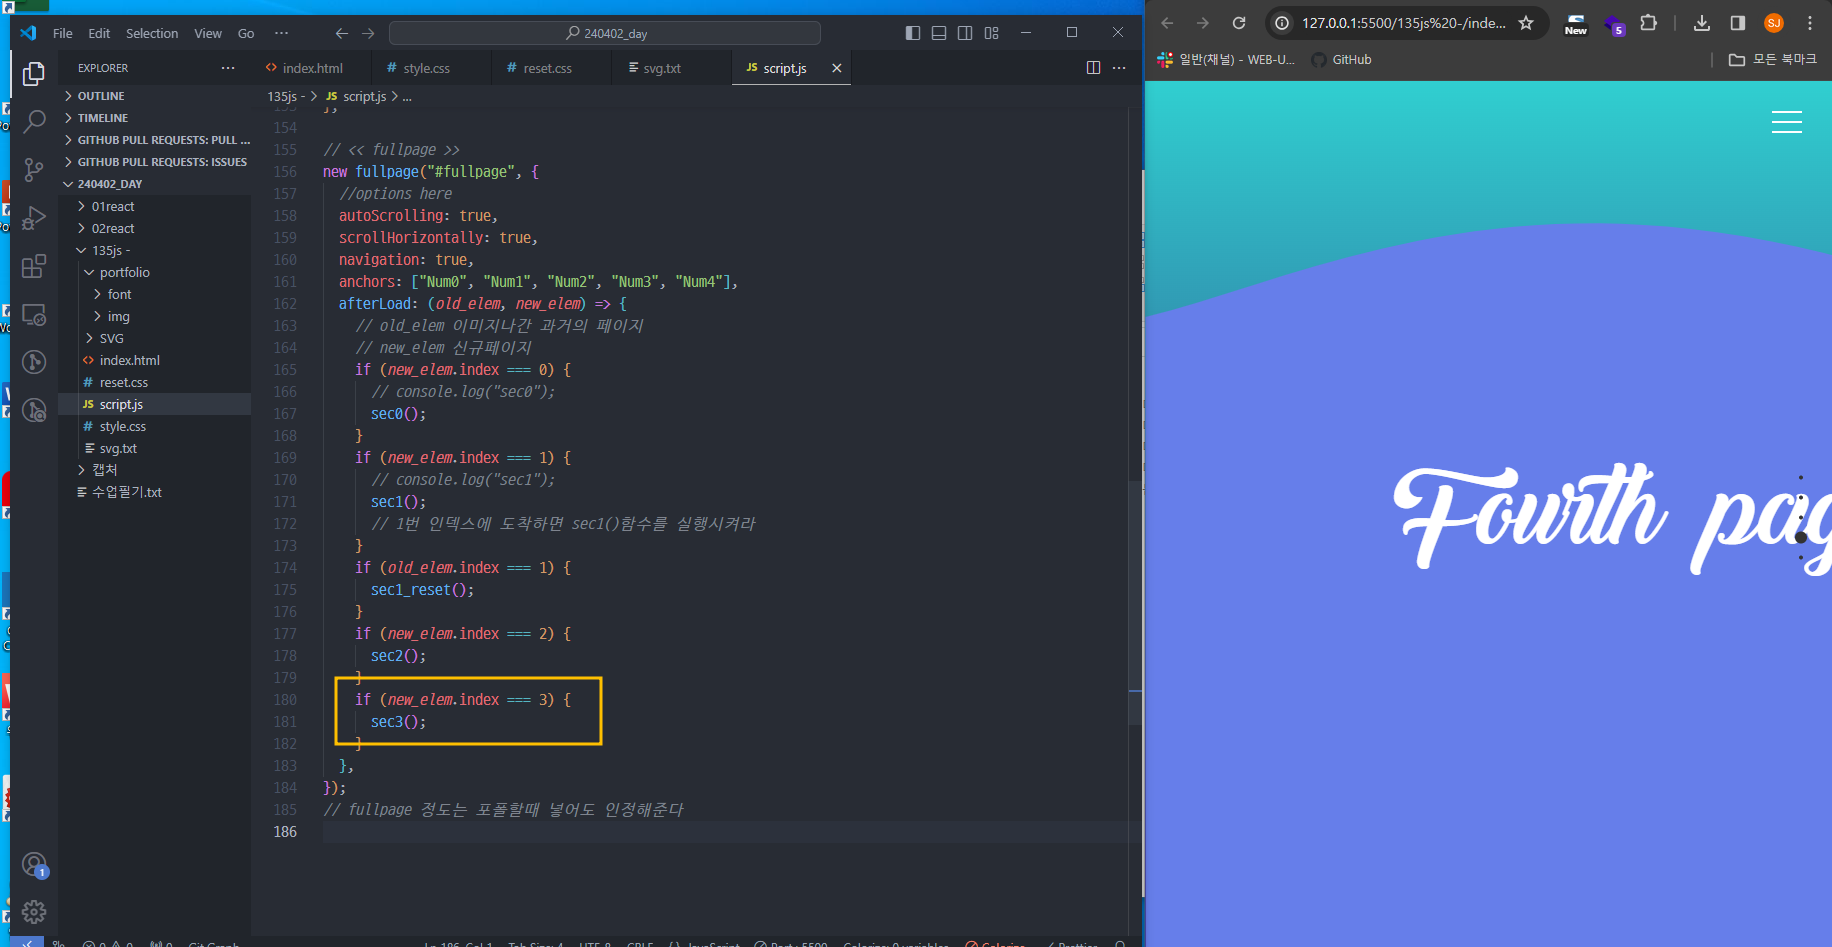 File Edit Selection View Go ···
240402_day
EXPLORER ···
OUTLINE
TIMELINE
GITHUB PULL REQUESTS: PULL ...
GITHUB PULL REQUESTS: ISSUES
240402_DAY
01react
02react
135js -
portfolio
font
img
SVG
index.html
reset.css
script.js
style.css
svg.txt
캡처
수업필기.txt
index.html style.css reset.css svg.txt JS script.js
135js - > JS script.js > ...
154
155 // << fullpage >>
156 new fullpage("#fullpage", {
157 //options here
158 autoScrolling: true,
159 scrollHorizontally: true,
160 navigation: true,
161 anchors: ["Num0", "Num1", "Num2", "Num3", "Num4"],
162 afterLoad: (old_elem, new_elem) => {
163 // old_elem 이미지나간 과거의 페이지
164 // new_elem 신규페이지
165 if (new_elem.index === 0) {
166 // console.log("sec0");
167 sec0();
168 }
169 if (new_elem.index === 1) {
170 // console.log("sec1");
171 sec1();
172 // 1번 인덱스에 도착하면 sec1()함수를 실행시켜라
173 }
174 if (old_elem.index === 1) {
175 sec1_reset();
176 }
177 if (new_elem.index === 2) {
178 sec2();
179 }
180 if (new_elem.index === 3) {
181 sec3();
182 }
183 },
184 });
185 // fullpage 정도는 포폴할때 넣어도 인정해준다
186
1
127.0.0.1:5500/135js%20-/inde...
New
5
SJ
일반(채널) - WEB-U... GitHub 모든 북마크
Fourth pag